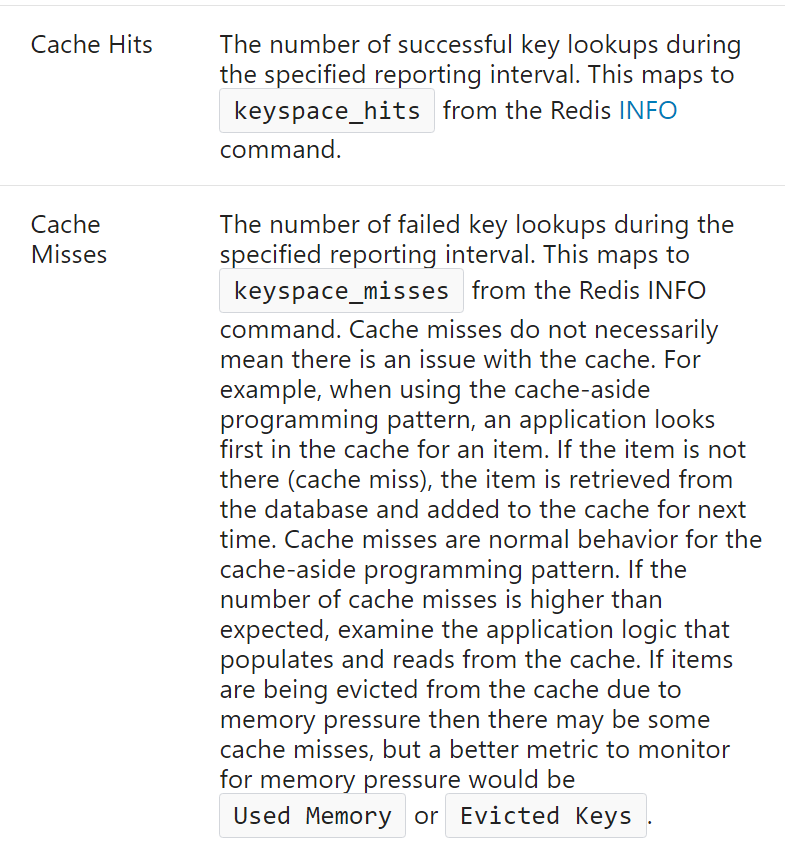 Cache Hits
The number of successful key lookups during
the specified reporting interval. This maps to
keyspace_hits from the Redis INFO
command.
Cache
Misses
The number of failed key lookups during the
specified reporting interval. This maps to
keyspace_misses from the Redis INFO
command. Cache misses do not necessarily
mean there is an issue with the cache. For
example, when using the cache-aside
programming pattern, an application looks
first in the cache for an item. If the item is not
there (cache miss), the item is retrieved from
the database and added to the cache for next
time. Cache misses are normal behavior for the
cache-aside programming pattern. If the
number of cache misses is higher than
expected, examine the application logic that
populates and reads from the cache. If items
are being evicted from the cache due to
memory pressure then there may be some
cache misses, but a better metric to monitor
for memory pressure would be
Used Memory or Evicted Keys .